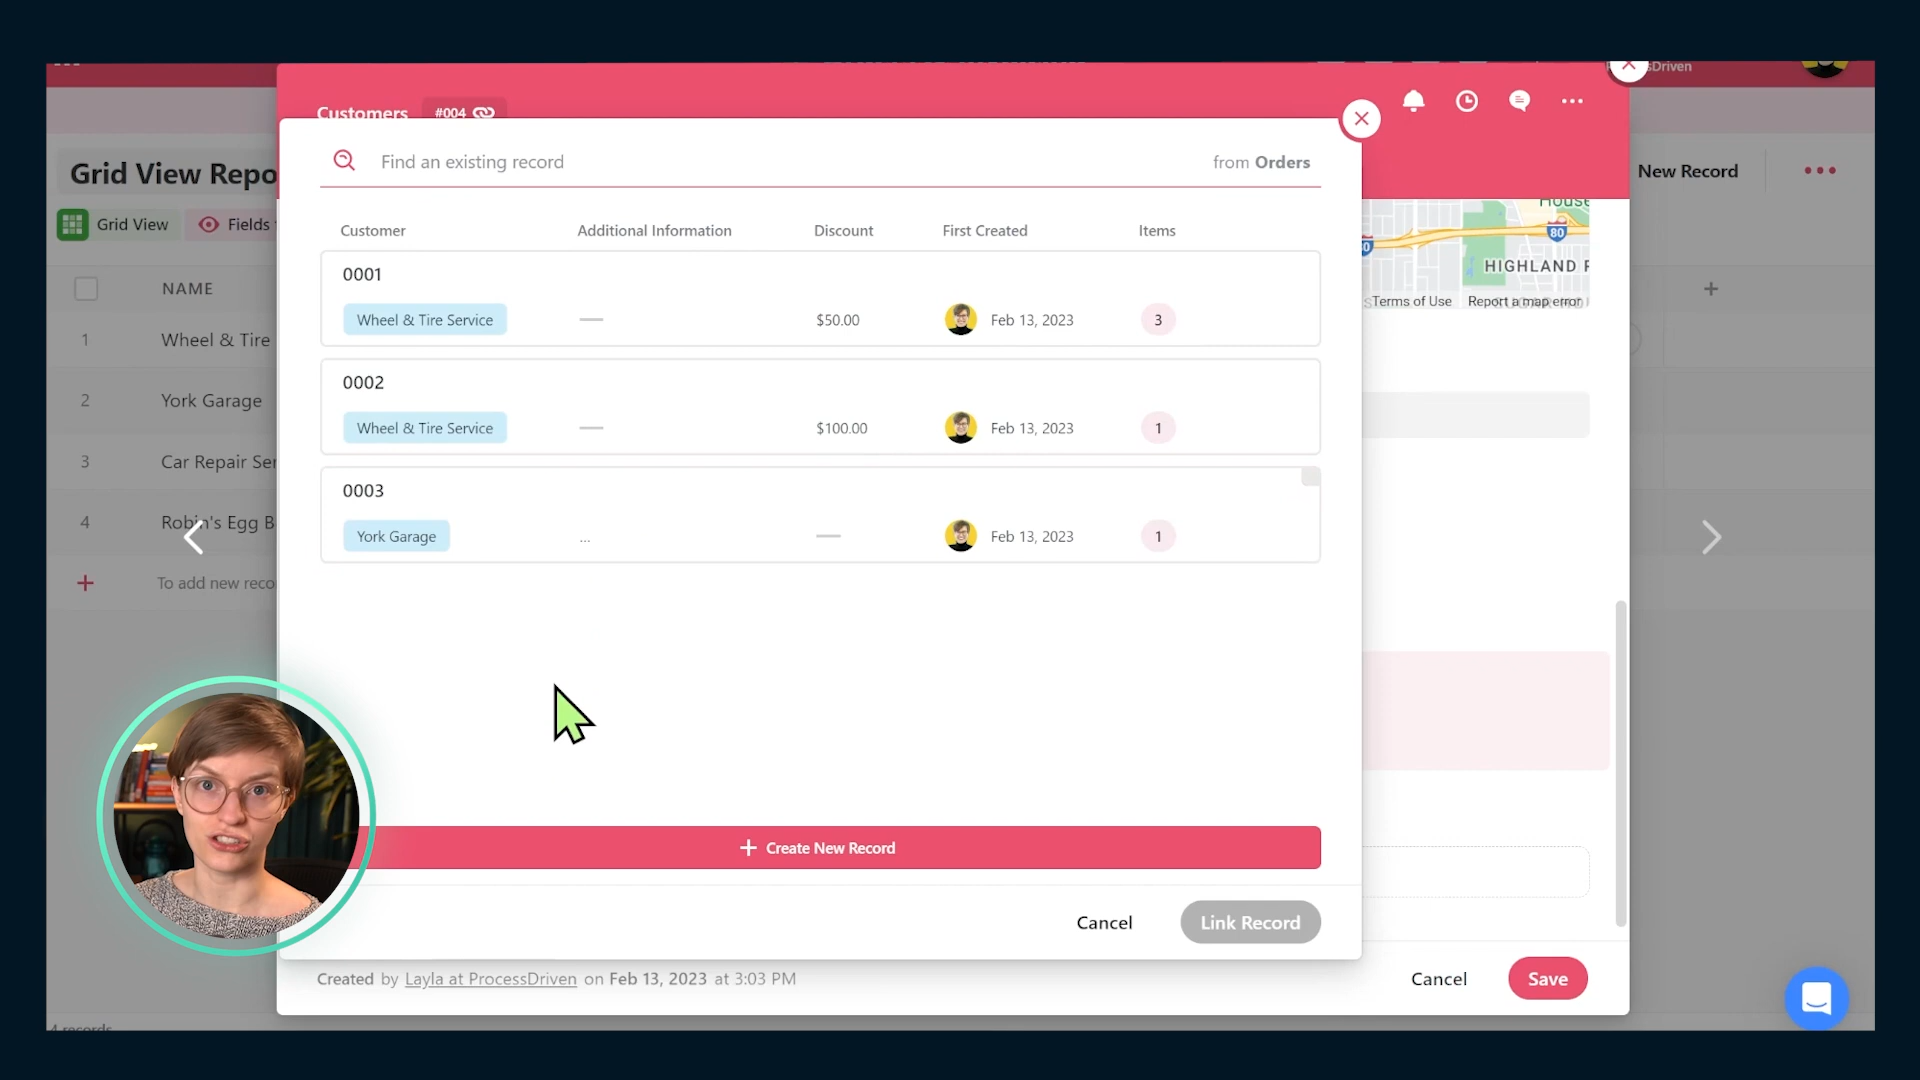 Driven
Customers #004
Grid View Repo
Find an existing record from Orders
New Record
Grid View Fields
Customer Additional Information Discount First Created Items
HIGHLAND
80
Terms of Use Report a map error
NAME
0001
Wheel & Tire Service — $50.00 Feb 13, 2023 3
1 Wheel & Tire
0002
2 York Garage
Wheel & Tire Service — $100.00 Feb 13, 2023 1
3 Car Repair Ser
0003
4 Robin's Egg B
York Garage ... — Feb 13, 2023 1
+ To add new reco
+ Create New Record
Cancel Link Record
Created by Layla at ProcessDriven on Feb 13, 2023 at 3:03 PM
Cancel Save
4 records